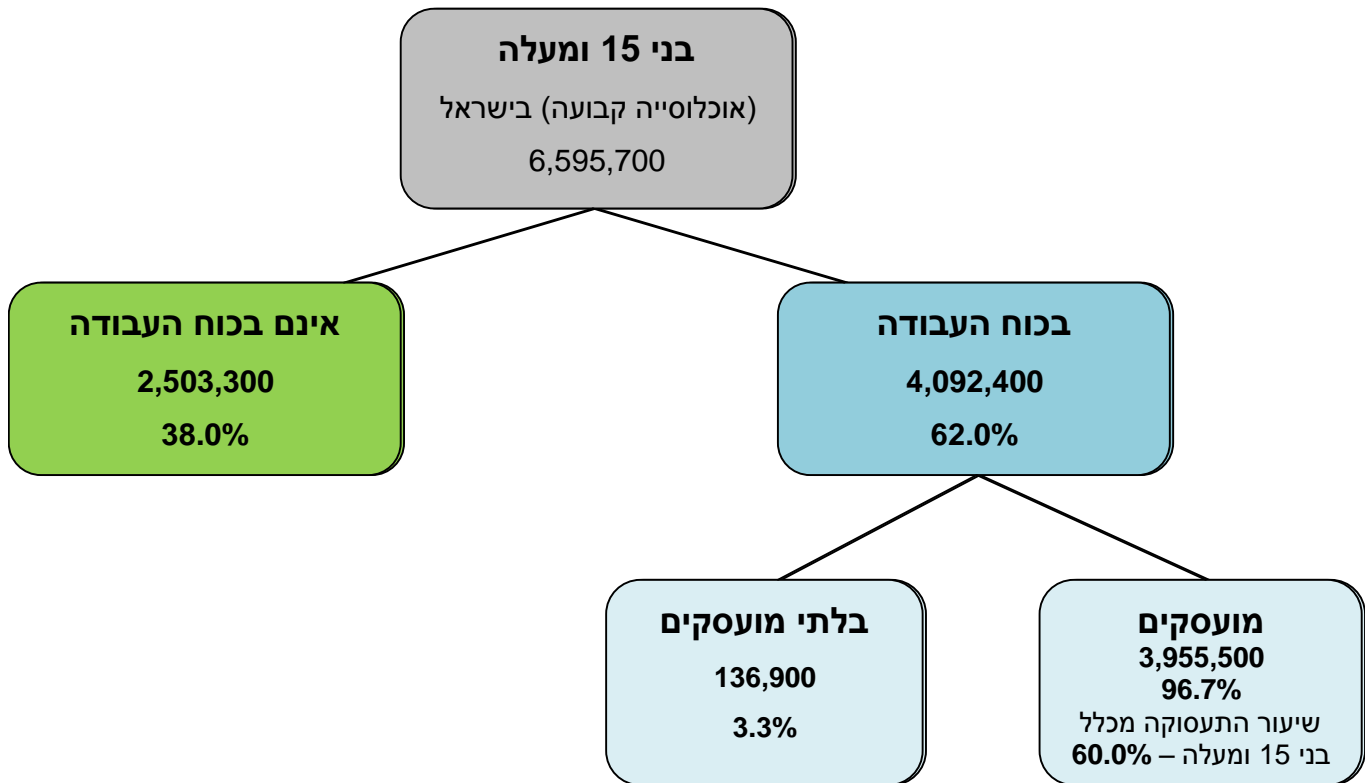 בני 15 ומעלה
(אוכלוסייה קבועה) בישראל
6,595,700
בכוח העבודה
4,092,400
62.0%
אינם בכוח העבודה
2,503,300
38.0%
מועסקים
3,955,500
96.7%
שיעור התעסוקה מכלל
בני 15 ומעלה – 60.0%
בלתי מועסקים
136,900
3.3%